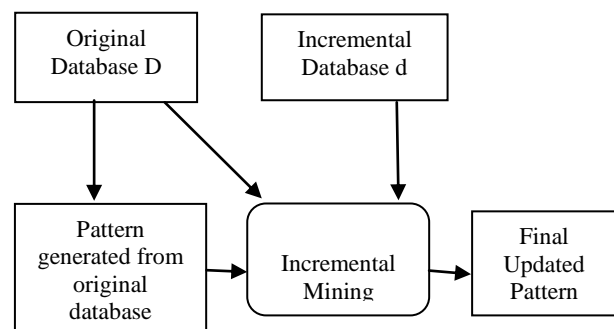 Original
Database D
Incremental
Database d
Pattern
generated from
original
database
Incremental
Mining
Final
Updated
Pattern